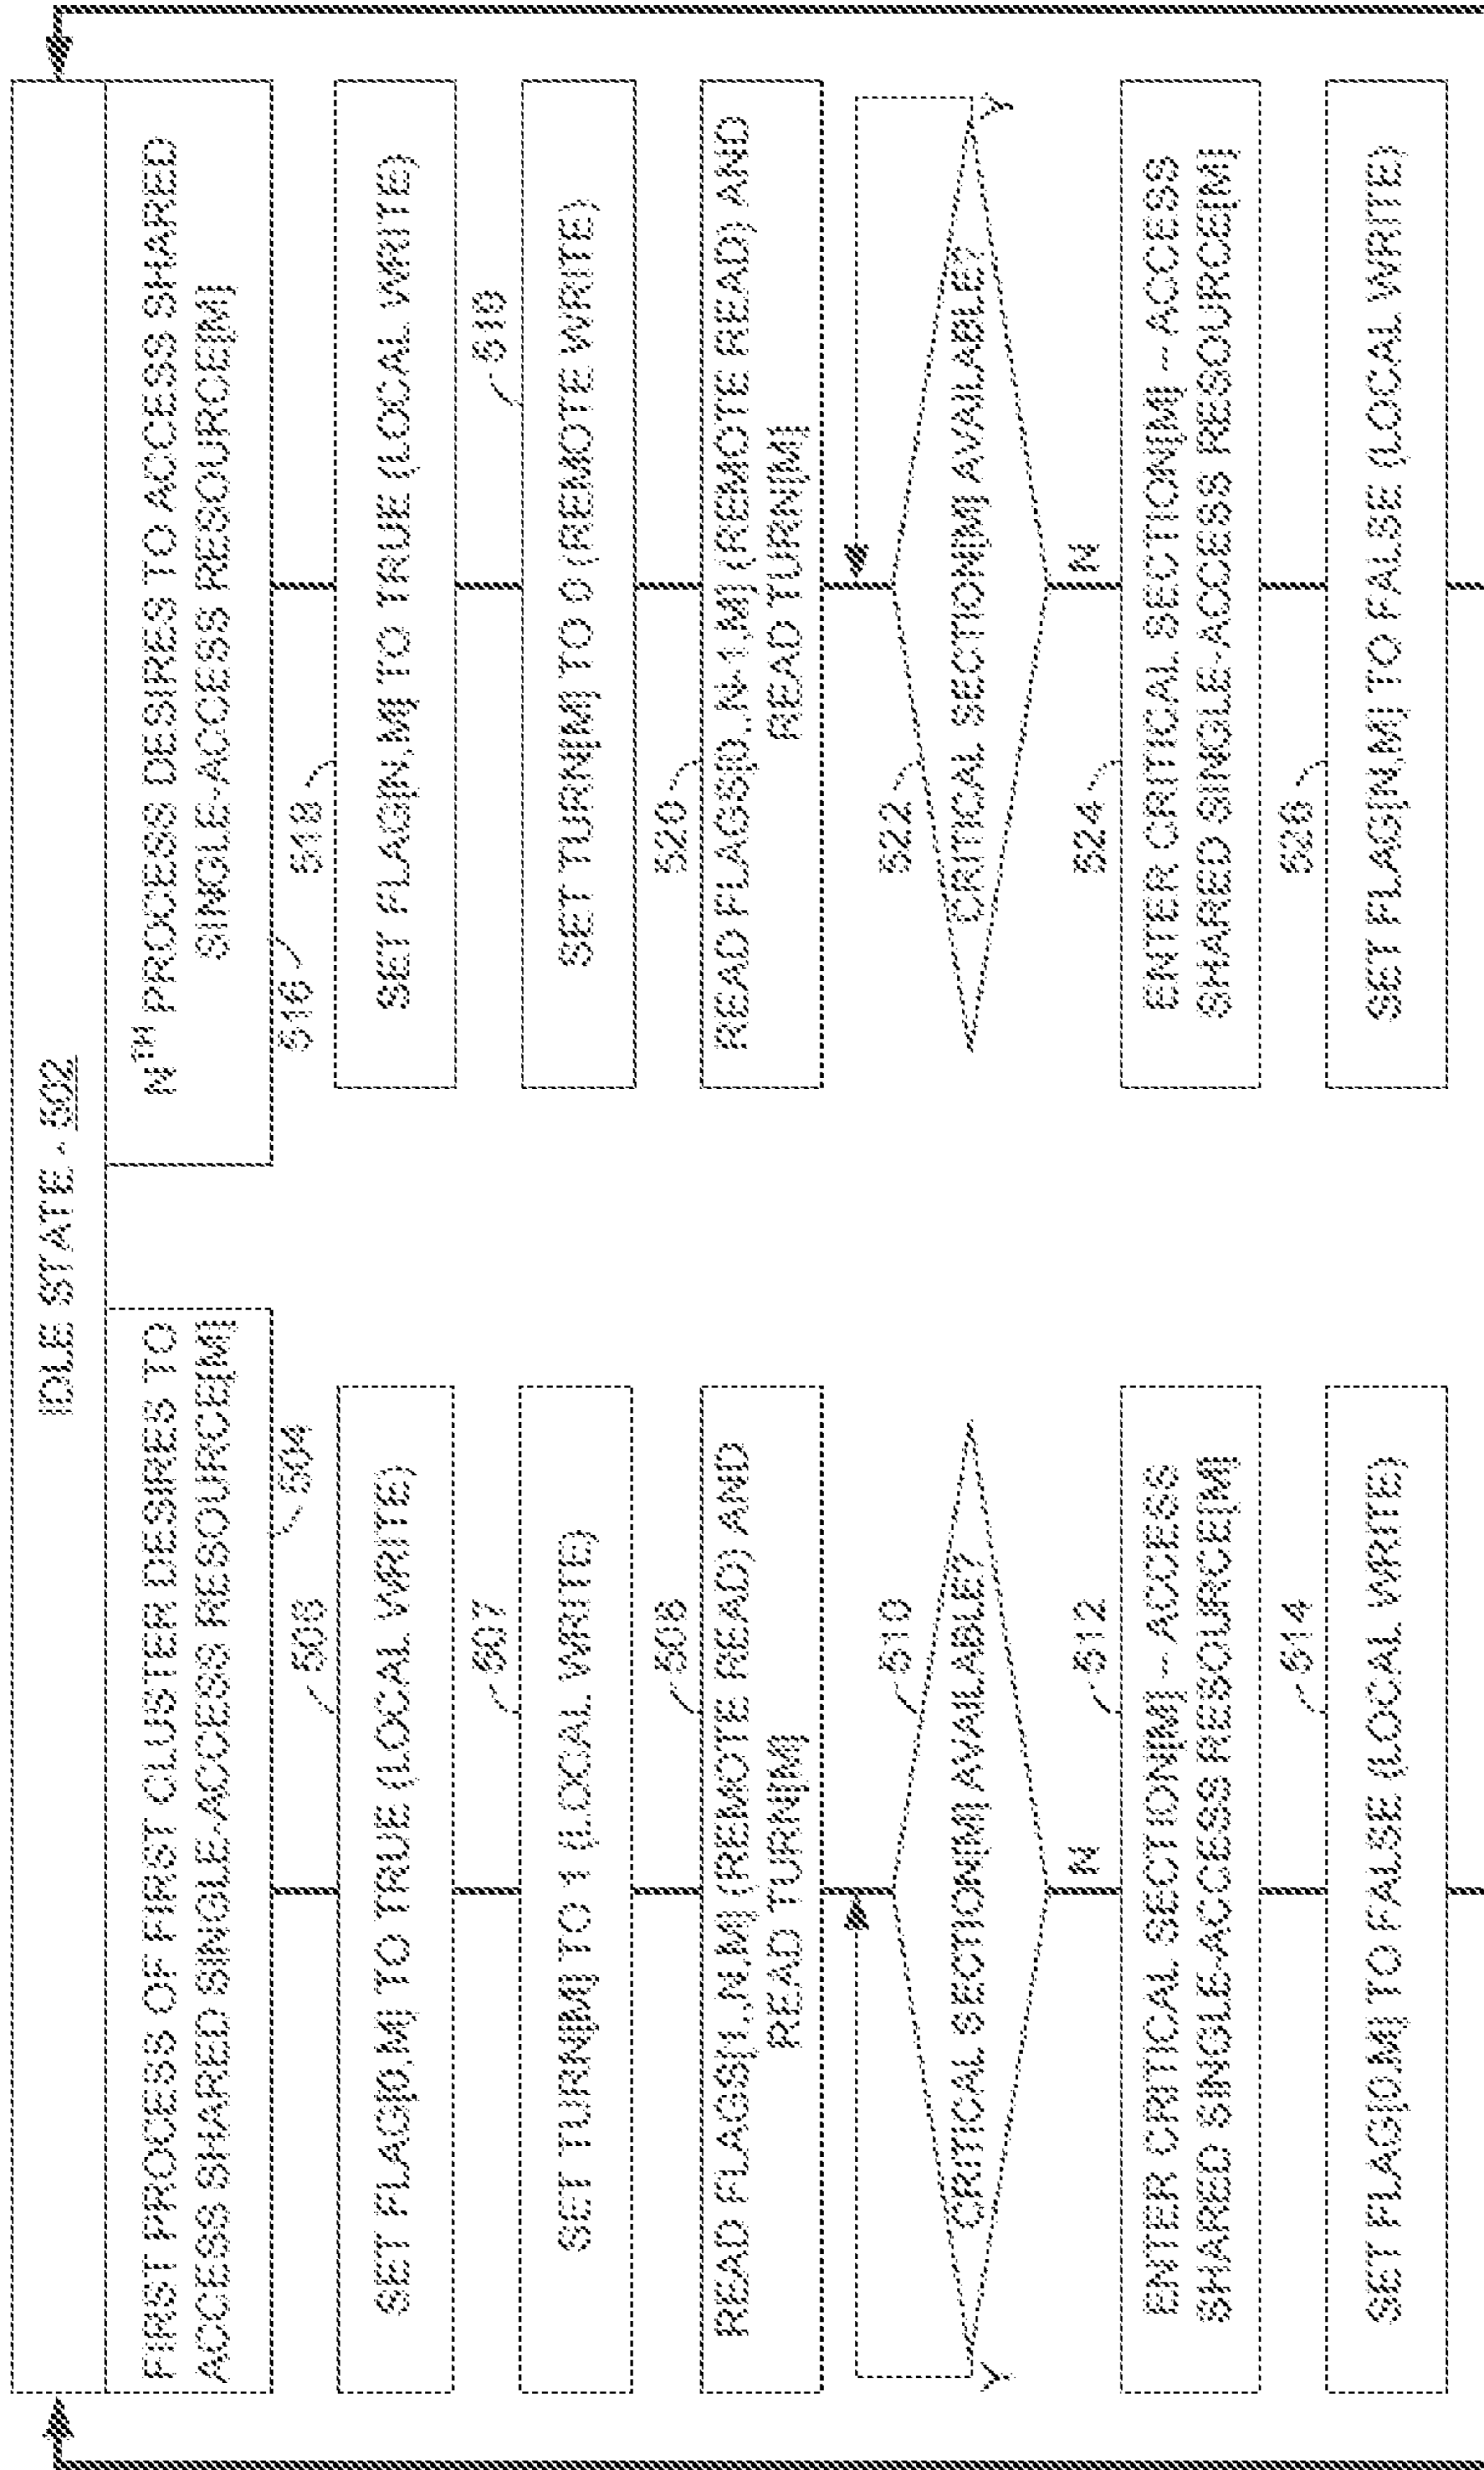 IDLE STATE - 502
FIRST PROCESS OF FIRST CLUSTER DESIRES TO
ACCESS SHARED SINGLE-ACCESS RESOURCE[M]
504
506
SET FLAG[0,M] TO TRUE (LOCAL WRITE)
507
SET TURN[M] TO 1 (LOCAL WRITE)
508
READ FLAGS[1..N,M] (REMOTE READ) AND
READ TURN[M]
510
CRITICAL SECTION[M] AVAILABLE?
Y
N
512
ENTER CRITICAL SECTION[M] -- ACCESS
SHARED SINGLE-ACCESS RESOURCE[M]
514
SET FLAG[0,M] TO FALSE (LOCAL WRITE)
NTH PROCESS DESIRES TO ACCESS SHARED
SINGLE-ACCESS RESOURCE[M]
516
518
SET FLAG[N,M] TO TRUE (LOCAL WRITE)
519
SET TURN[M] TO 0 (REMOTE WRITE)
520
READ FLAGS[0..N-1,M] (REMOTE READ) AND
READ TURN[M]
522
CRITICAL SECTION[M] AVAILABLE?
Y
N
524
ENTER CRITICAL SECTION[M] -- ACCESS
SHARED SINGLE-ACCESS RESOURCE[M]
526
SET FLAG[N,M] TO FALSE (LOCAL WRITE)